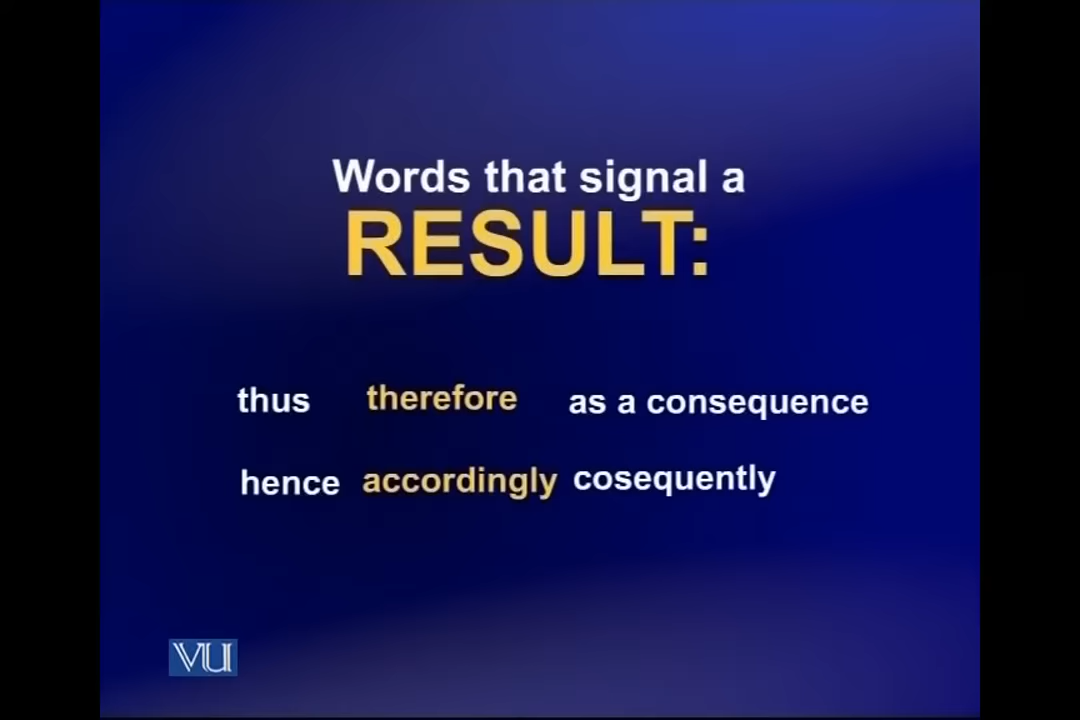 Words that signal a
RESULT:
thus therefore as a consequence
hence accordingly cosequently
VU